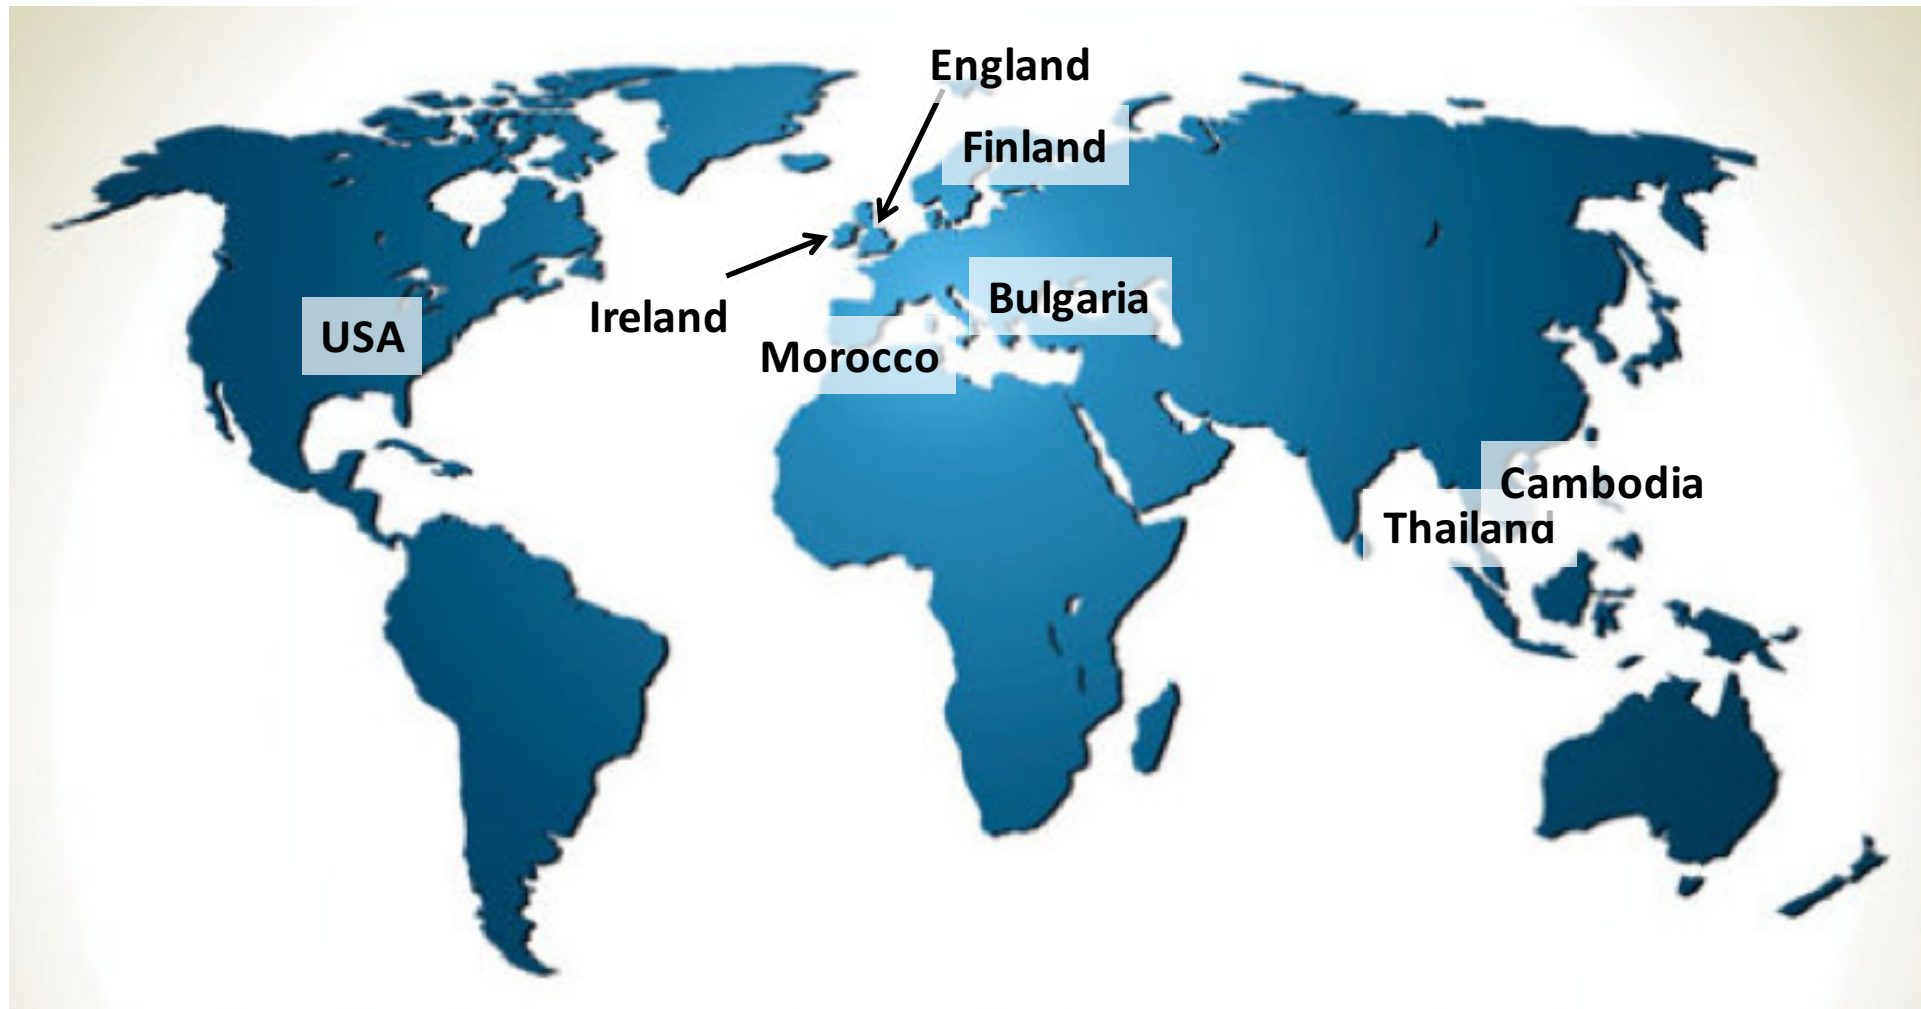 England
Finland
Bulgaria
Ireland
USA
Morocco
Cambodia
Thailand